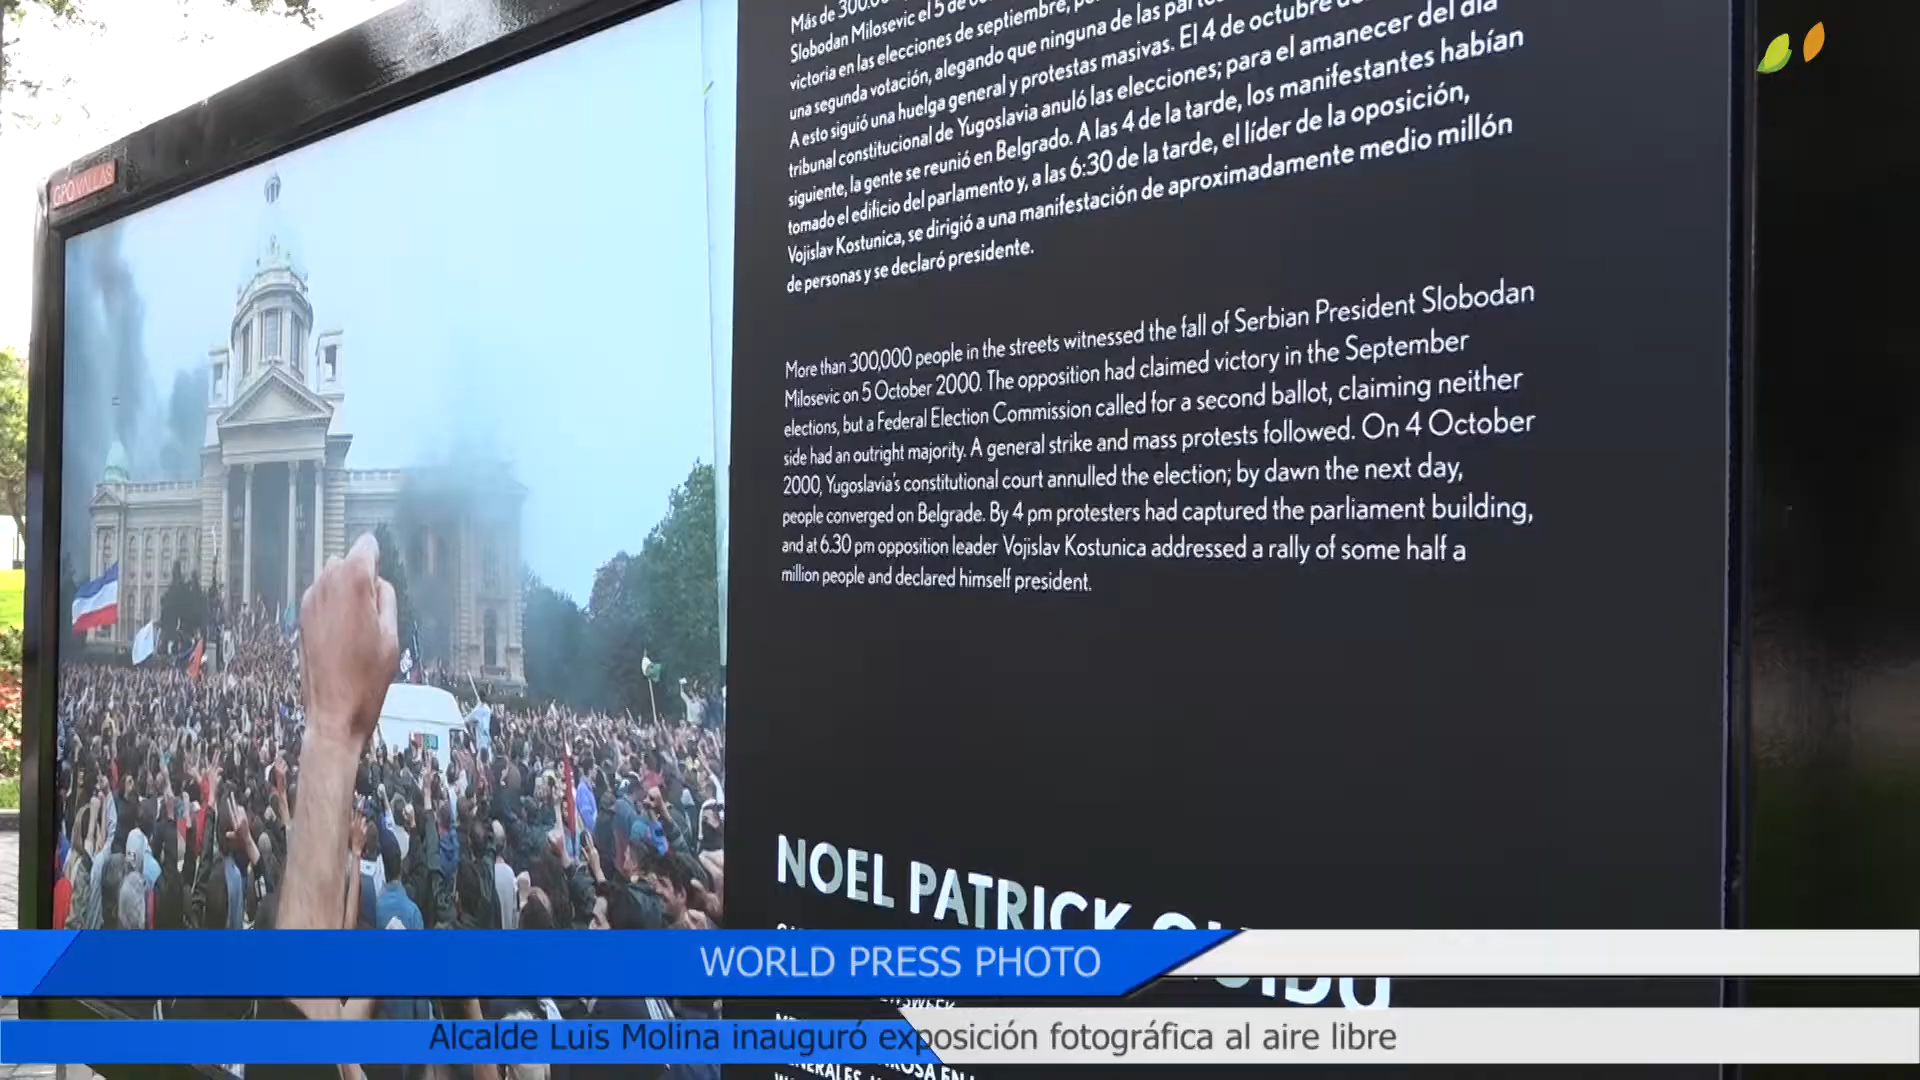 GPOVALLAS
Más de 300.0
Slobodan Milosevic el 5 de
victoria en las elecciones de septiembre,
una segunda votación, alegando que ninguna de las
A esto siguió una huelga general y protestas masivas. El 4 de octubre
tribunal constitucional de Yugoslavia anuló las elecciones; para el amanecer del día
siguiente, la gente se reunió en Belgrado. A las 4 de la tarde, los manifestantes habían
tomado el edificio del parlamento y, a las 6:30 de la tarde, el líder de la oposición,
Vojislav Kostunica, se dirigió a una manifestación de aproximadamente medio millón
de personas y se declaró presidente.
More than 300,000 people in the streets witnessed the fall of Serbian President Slobodan
Milosevic on 5 October 2000. The opposition had claimed victory in the September
elections, but a Federal Election Commission called for a second ballot, claiming neither
side had an outright majority. A general strike and mass protests followed. On 4 October
2000, Yugoslavia's constitutional court annulled the election; by dawn the next day,
people converged on Belgrade. By 4 pm protesters had captured the parliament building,
and at 6.30 pm opposition leader Vojislav Kostunica addressed a rally of some half a
million people and declared himself president.
NOEL PATRICK
WORLD PRESS PHOTO
Alcalde Luis Molina inauguró exposición fotográfica al aire libre